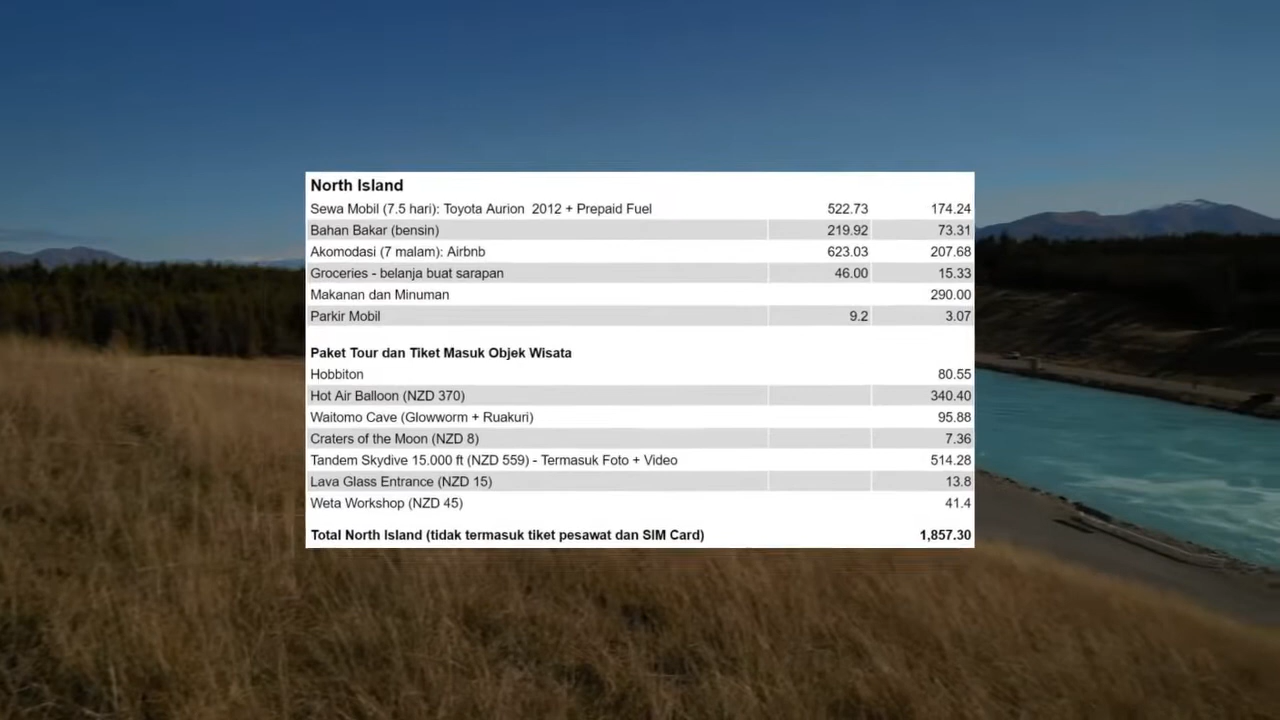 North Island
Sewa Mobil (7.5 hari): Toyota Aurion 2012 + Prepaid Fuel 522.73 174.24
Bahan Bakar (bensin) 219.92 73.31
Akomodasi (7 malam): Airbnb 623.03 207.68
Groceries - belanja buat sarapan 46.00 15.33
Makanan dan Minuman 290.00
Parkir Mobil 9.2 3.07
Paket Tour dan Tiket Masuk Objek Wisata
Hobbiton 80.55
Hot Air Balloon (NZD 370) 340.40
Waitomo Cave (Glowworm + Ruakuri) 95.88
Craters of the Moon (NZD 8) 7.36
Tandem Skydive 15.000 ft (NZD 559) - Termasuk Foto + Video 514.28
Lava Glass Entrance (NZD 15) 13.8
Weta Workshop (NZD 45) 41.4
Total North Island (tidak termasuk tiket pesawat dan SIM Card) 1,857.30